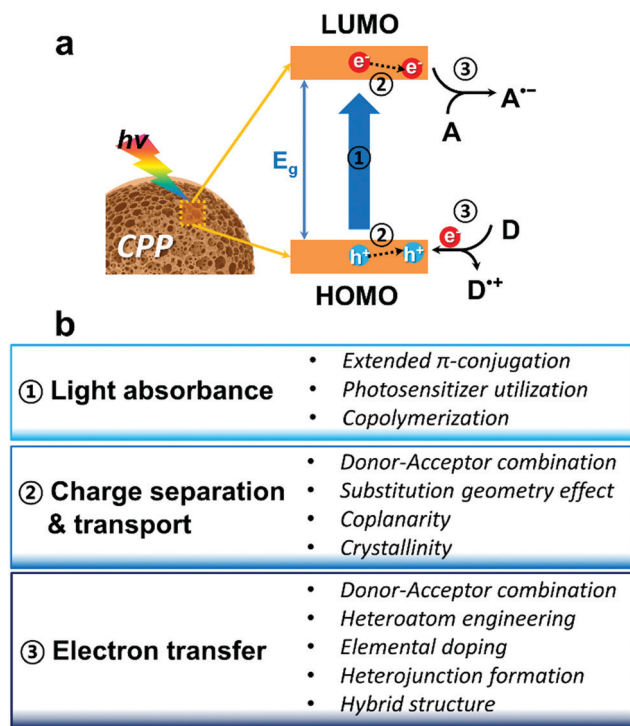 a
LUMO
e⁻ e⁻
②
③
A•−
A
hν
E_g
①
CPP
②
h⁺ h⁺
③
e⁻
D
D•+
HOMO
b
① Light absorbance
• Extended π-conjugation
• Photosensitizer utilization
• Copolymerization
② Charge separation
& transport
• Donor-Acceptor combination
• Substitution geometry effect
• Coplanarity
• Crystallinity
③ Electron transfer
• Donor-Acceptor combination
• Heteroatom engineering
• Elemental doping
• Heterojunction formation
• Hybrid structure